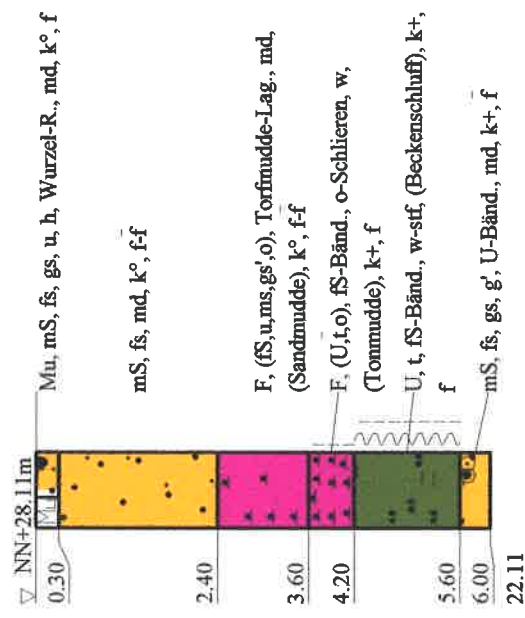 ▽ NN+28.11m
Mu
0.30
2.40
3.60
4.20
5.60
6.00
22.11
Mu, mS, fs, gs, u, h, Wurzel-R., md, k°, f
mS, fs, md, k°, f-f̄
F, (fS,u,ms,gs',o), Torfmudde-Lag., md,
(Sandmudde), k°, f-f̄
F, (U,t,o), fS-Bänd., o-Schlieren, w,
(Tonmudde), k+, f
U, t, fS-Bänd., w-stf, (Beckenschluff), k+,
f
mS, fs, gs, g', U-Bänd., md, k+, f̄